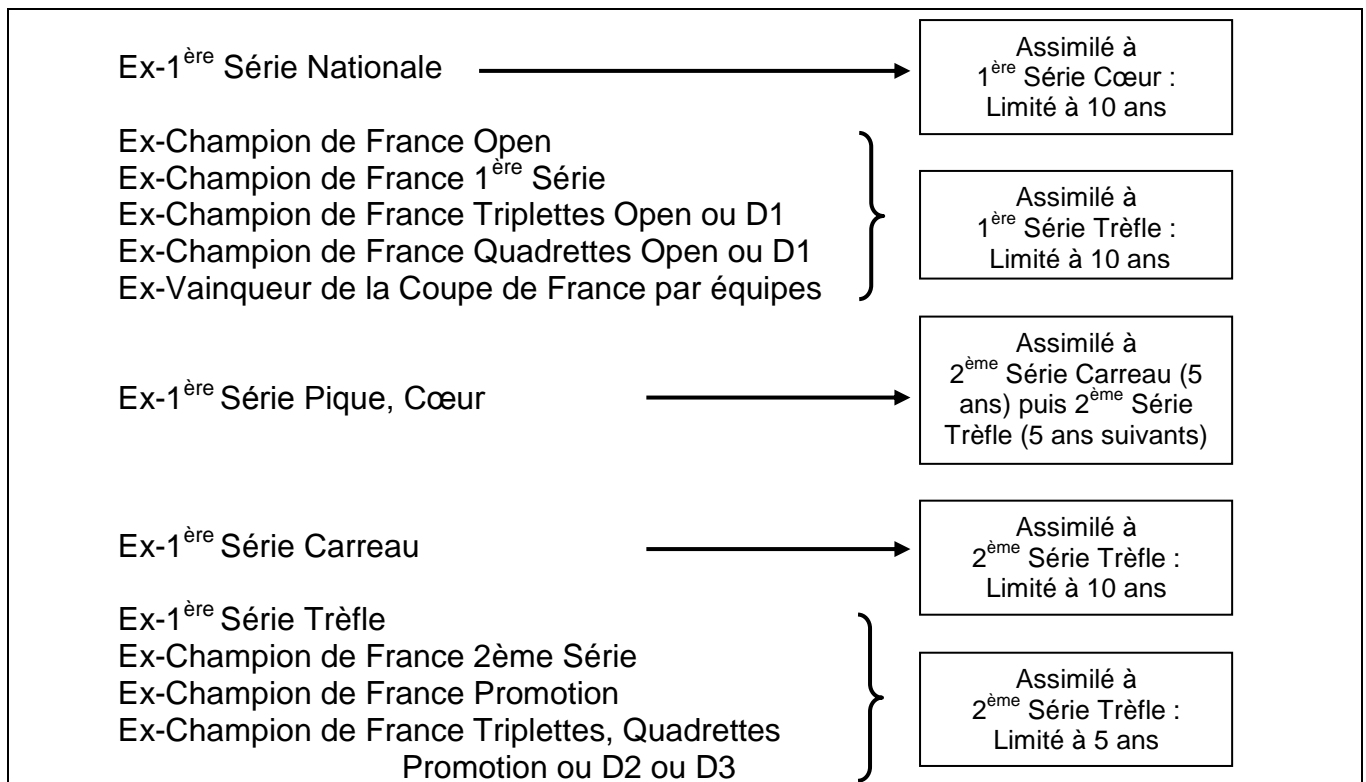 Ex-1ère Série Nationale
Assimilé à
1ère Série Cœur :
Limité à 10 ans
Ex-Champion de France Open
Ex-Champion de France 1ère Série
Ex-Champion de France Triplettes Open ou D1
Ex-Champion de France Quadrettes Open ou D1
Ex-Vainqueur de la Coupe de France par équipes
Assimilé à
1ère Série Trèfle :
Limité à 10 ans
Ex-1ère Série Pique, Cœur
Assimilé à
2ème Série Carreau (5
ans) puis 2ème Série
Trèfle (5 ans suivants)
Ex-1ère Série Carreau
Assimilé à
2ème Série Trèfle :
Limité à 10 ans
Ex-1ère Série Trèfle
Ex-Champion de France 2ème Série
Ex-Champion de France Promotion
Ex-Champion de France Triplettes, Quadrettes
Promotion ou D2 ou D3
Assimilé à
2ème Série Trèfle :
Limité à 5 ans